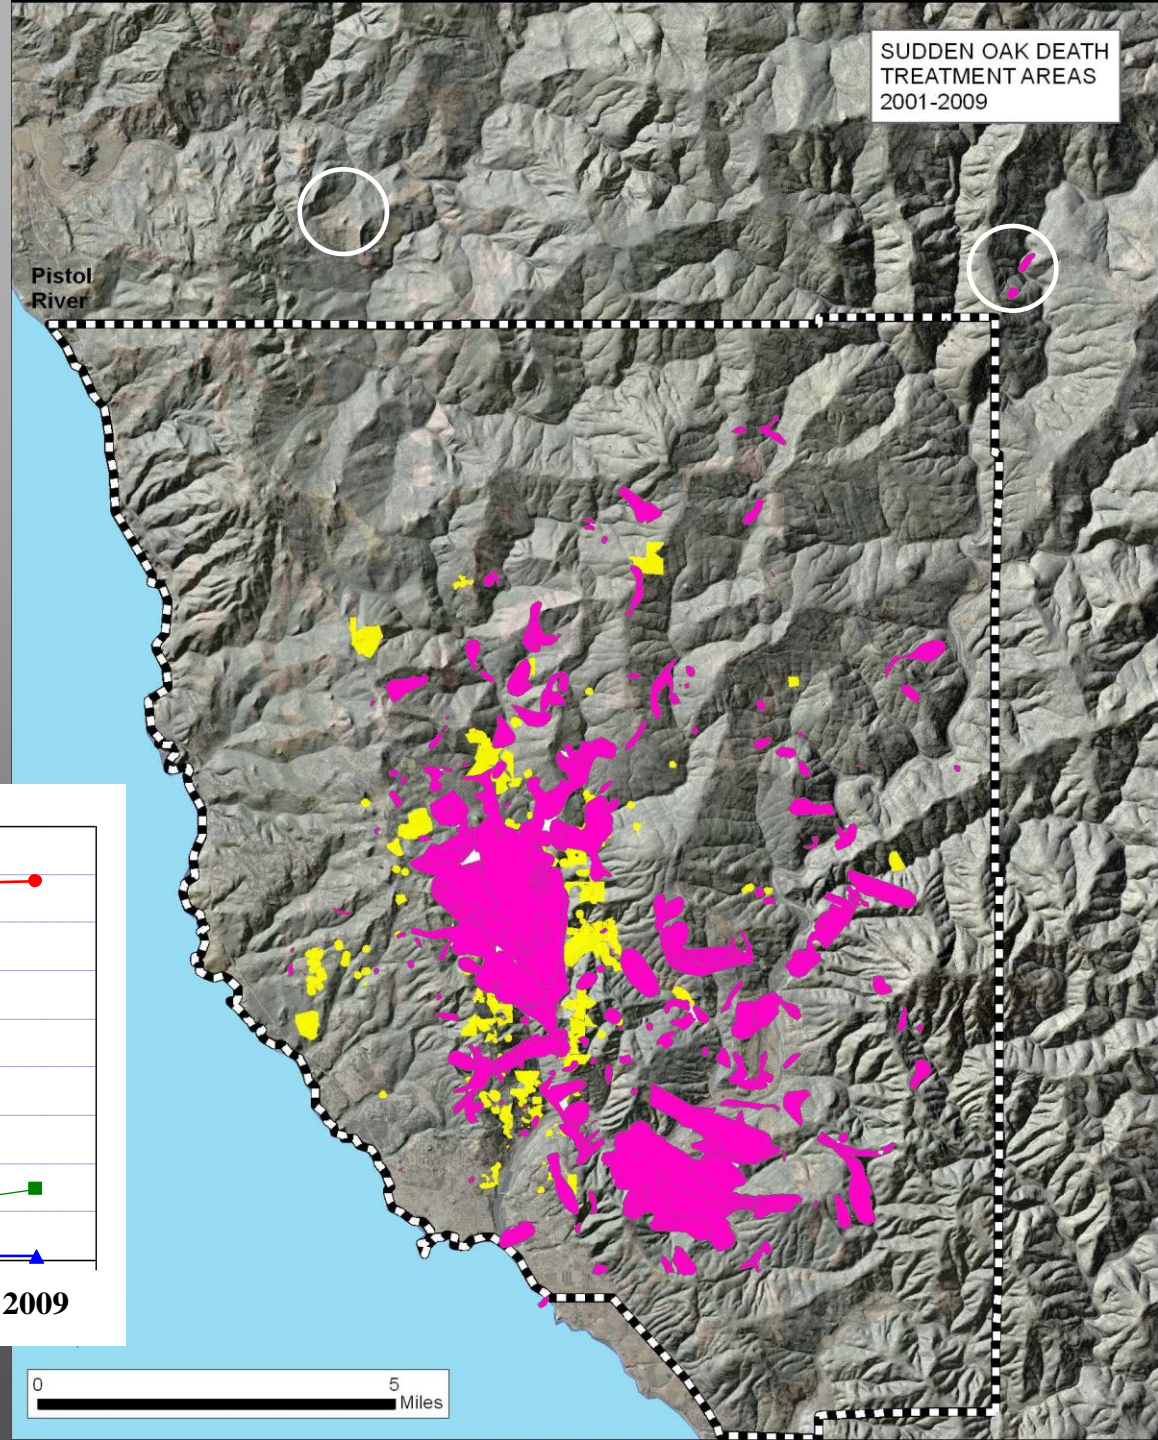 SUDDEN OAK DEATH
TREATMENT AREAS
2001-2009
Pistol
River
2009
0 5
Miles